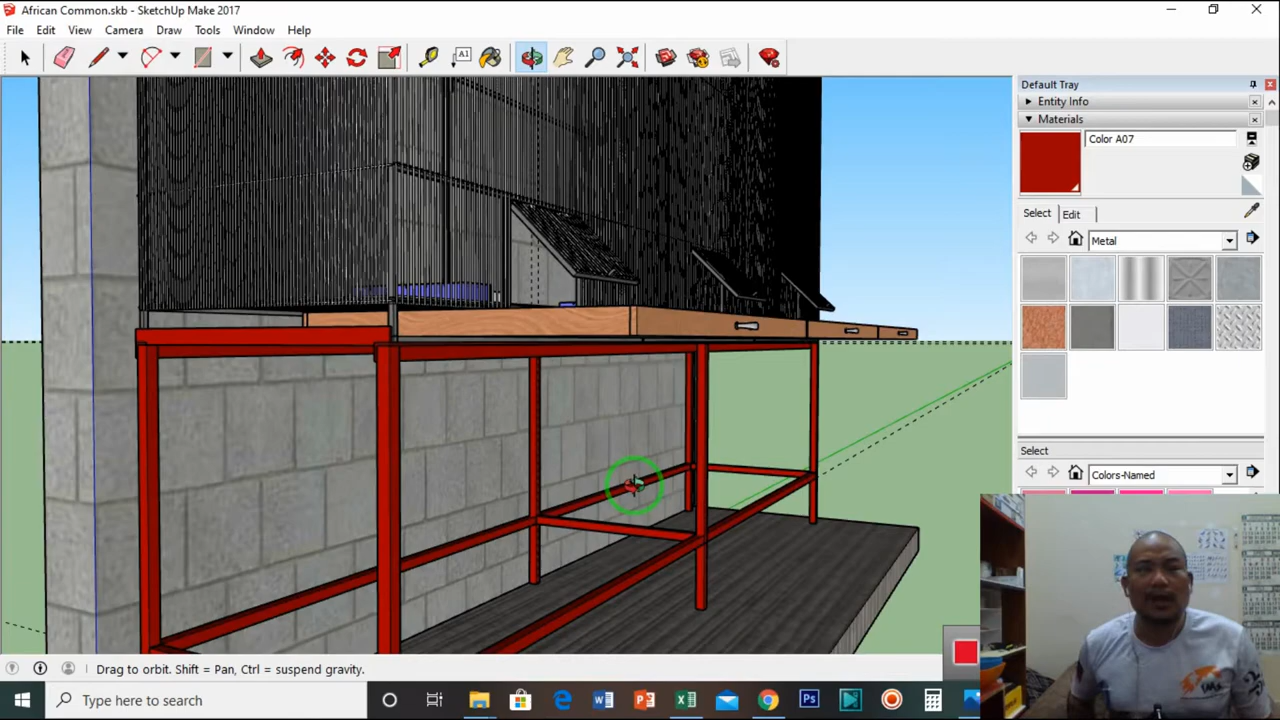 African Common.skb - SketchUp Make 2017
File Edit View Camera Draw Tools Window Help
A1
Default Tray
Entity Info
Materials
Color A07
Select Edit
Metal
Select
Colors-Named
Drag to orbit. Shift = Pan, Ctrl = suspend gravity.
Type here to search
Ps